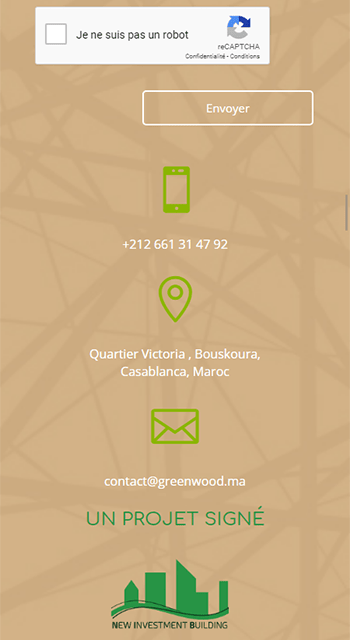 Je ne suis pas un robot
reCAPTCHA
Confidentialité - Conditions
Envoyer
+212 661 31 47 92
Quartier Victoria , Bouskoura,
Casablanca, Maroc
contact@greenwood.ma
UN PROJET SIGNÉ
NEW INVESTMENT BUILDING